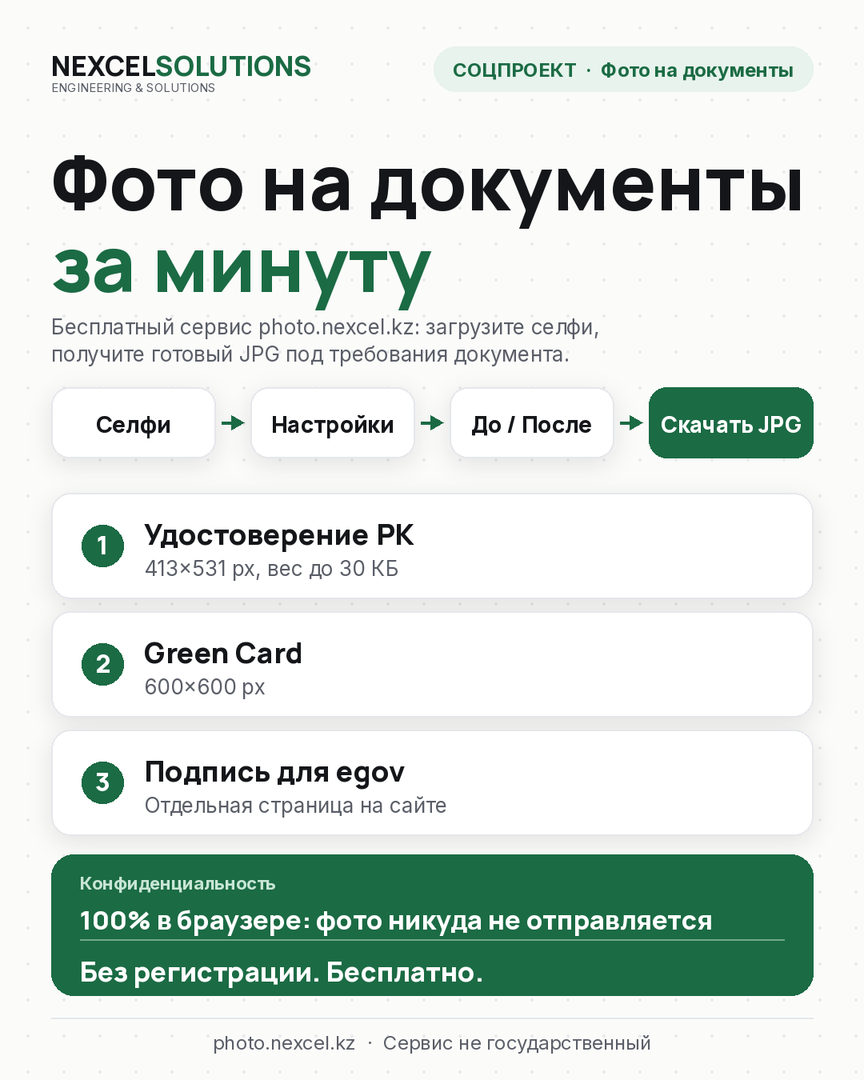 NEXCELSOLUTIONS
ENGINEERING & SOLUTIONS
СОЦПРОЕКТ · Фото на документы
Фото на документы
за минуту
Бесплатный сервис photo.nexcel.kz: загрузите селфи,
получите готовый JPG под требования документа.
Селфи
Настройки
До / После
Скачать JPG
1
Удостоверение РК
413×531 px, вес до 30 КБ
2
Green Card
600×600 px
3
Подпись для egov
Отдельная страница на сайте
Конфиденциальность
100% в браузере: фото никуда не отправляется
Без регистрации. Бесплатно.
photo.nexcel.kz · Сервис не государственный